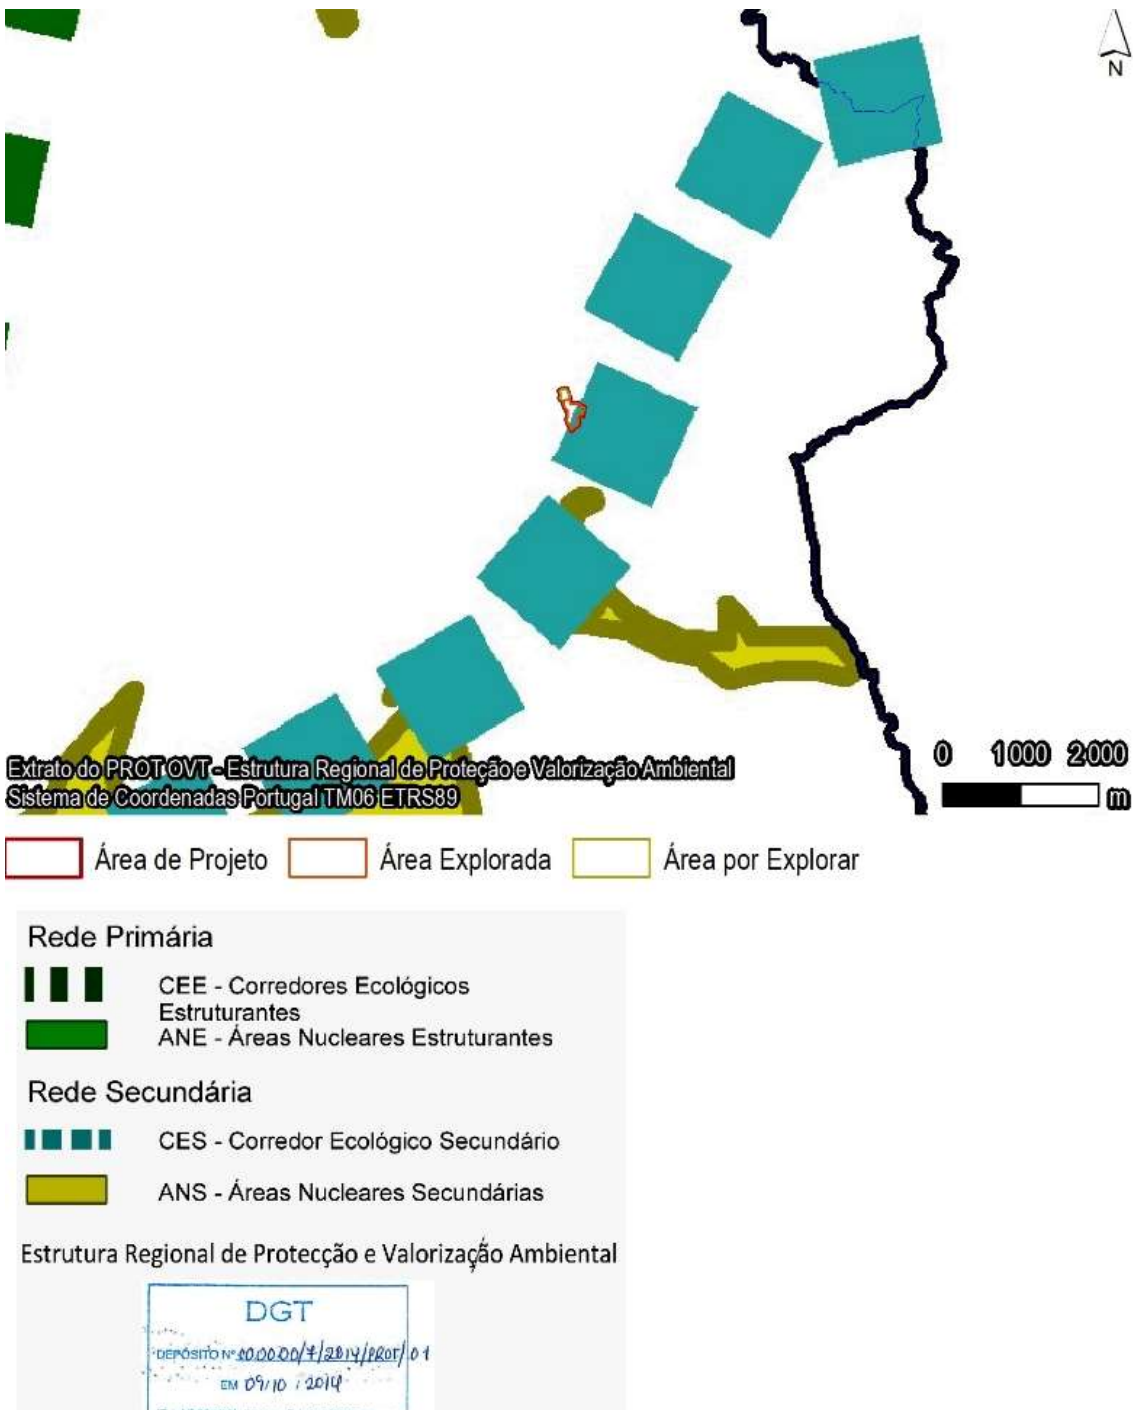 N
Extrato do PROT OVT - Estrutura Regional de Proteção e Valorização Ambiental
Sistema de Coordenadas Portugal TM06 ETRS89
0 1000 2000
m
Área de Projeto Área Explorada Área por Explorar
Rede Primária
CEE - Corredores Ecológicos
Estruturantes
ANE - Áreas Nucleares Estruturantes
Rede Secundária
CES - Corredor Ecológico Secundário
ANS - Áreas Nucleares Secundárias
Estrutura Regional de Protecção e Valorização Ambiental
DGT
DEPÓSITO Nº 00.00.00/7/2014/PROT/01
EM 09/10/2014